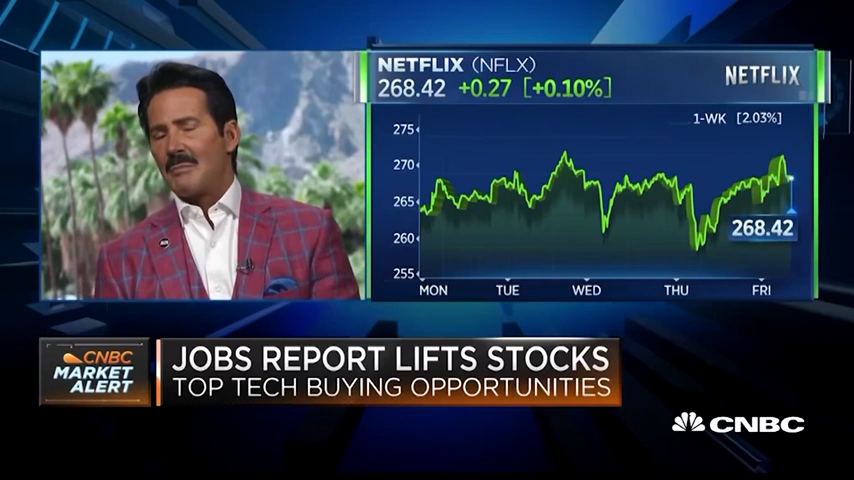 NETFLIX (NFLX)
268.42 +0.27 [+0.10%]
NETFLIX
1-WK [2.03%]
275
270
265
260
255
268.42
MON TUE WED THU FRI
CNBC
MARKET
ALERT
JOBS REPORT LIFTS STOCKS
TOP TECH BUYING OPPORTUNITIES
CNBC